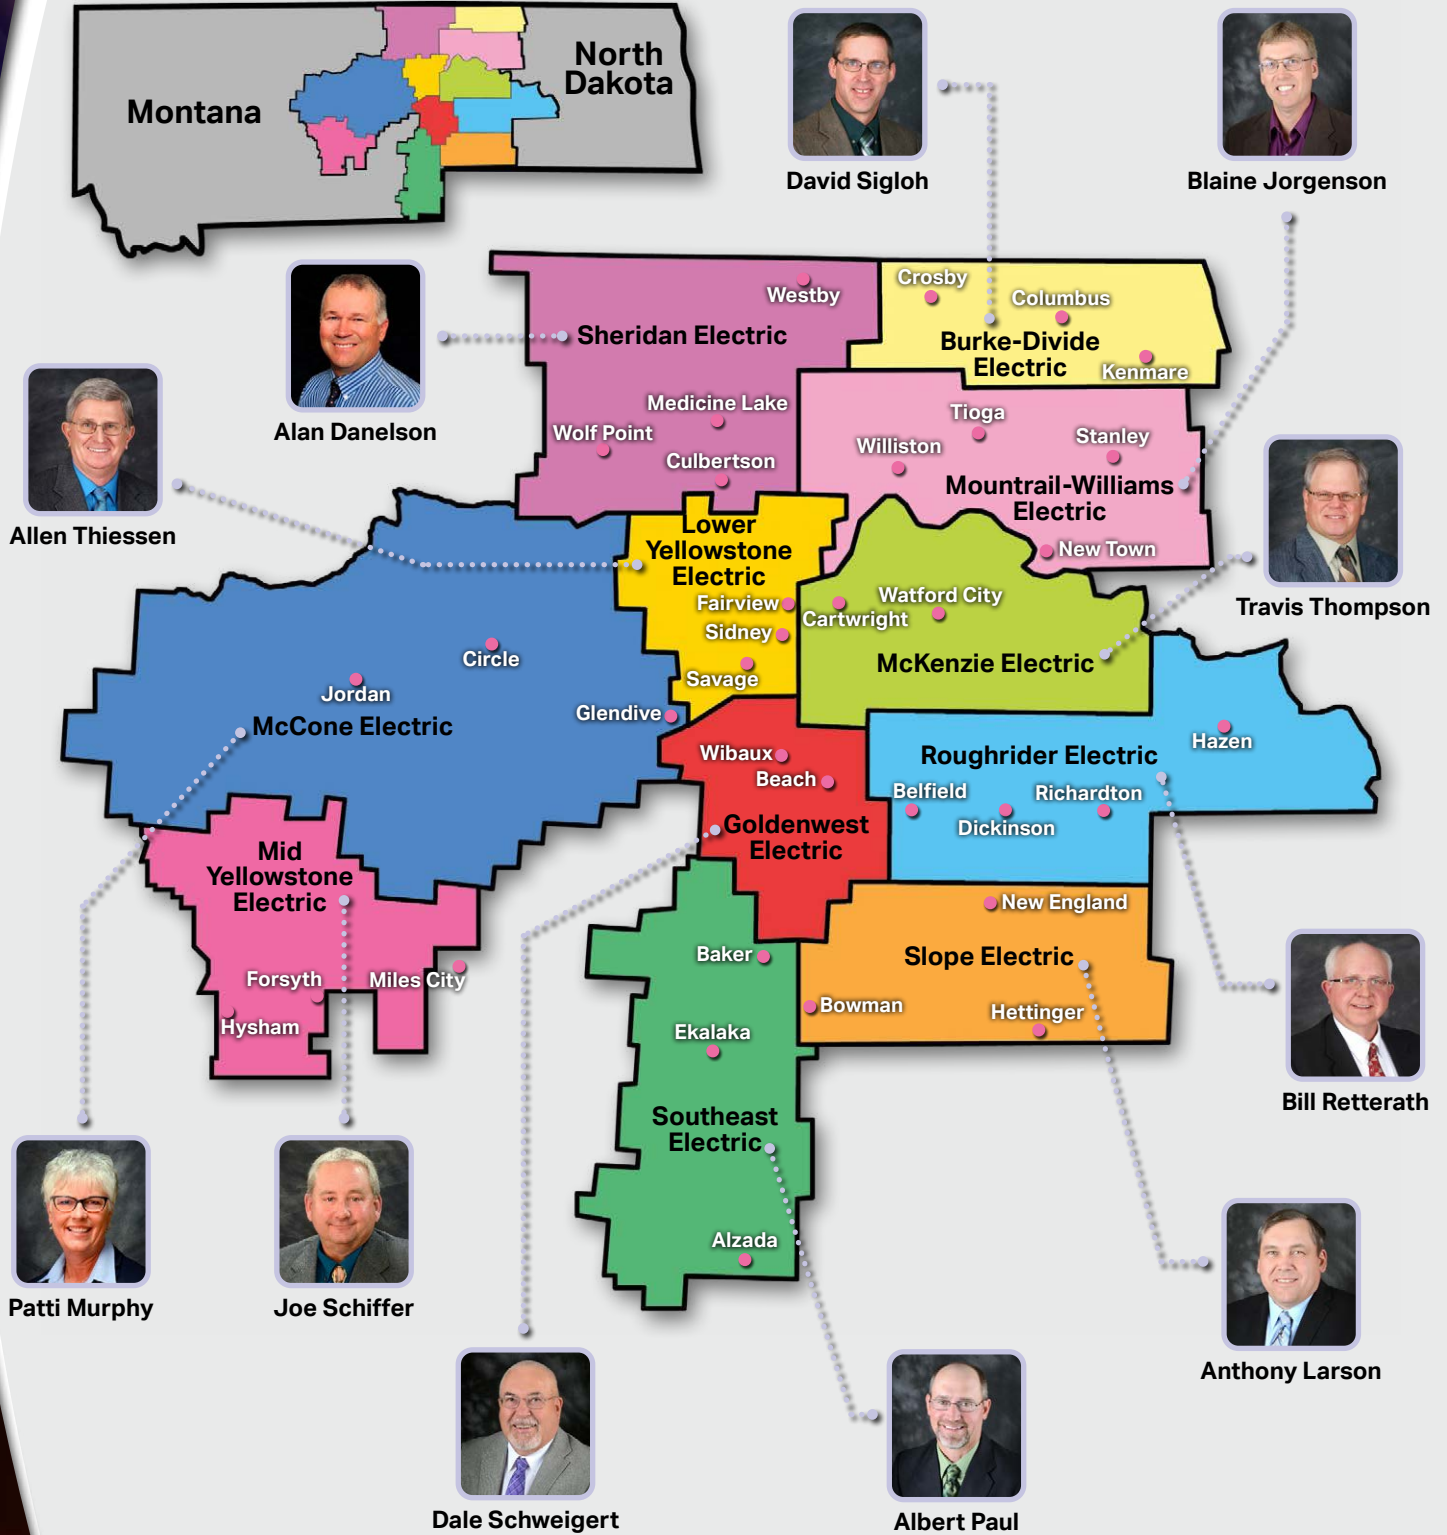 Montana
North
Dakota
David Sigloh
Blaine Jorgenson
Alan Danelson
Allen Thiessen
Travis Thompson
Westby
Sheridan Electric
Medicine Lake
Wolf Point
Culbertson
Crosby
Columbus
Burke-Divide
Electric
Kenmare
Tioga
Williston
Stanley
Mountrail-Williams
Electric
New Town
Lower
Yellowstone
Electric
Fairview
Sidney
Savage
Cartwright
Watford City
McKenzie Electric
Circle
Jordan
McCone Electric
Glendive
Wibaux
Beach
Goldenwest
Electric
Roughrider Electric
Hazen
Belfield
Richardton
Dickinson
Mid
Yellowstone
Electric
Forsyth
Miles City
Hysham
New England
Slope Electric
Bowman
Hettinger
Baker
Ekalaka
Southeast
Electric
Alzada
Bill Retterath
Patti Murphy
Joe Schiffer
Anthony Larson
Dale Schweigert
Albert Paul